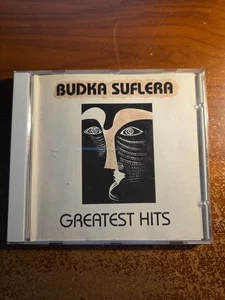 BUDKA SUFLERA
GREATEST HITS